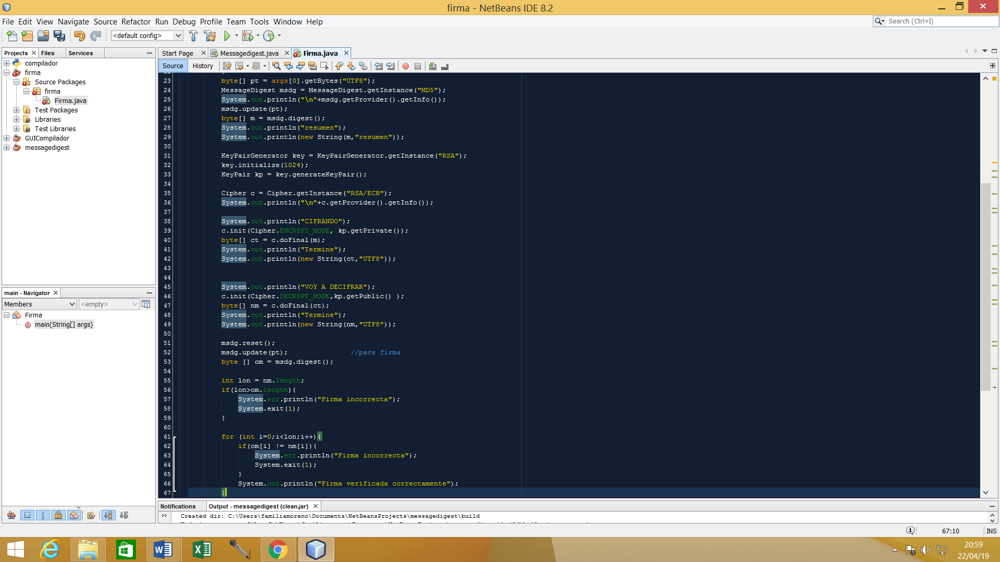 firma - NetBeans IDE 8.2
File Edit View Navigate Source Refactor Run Debug Profile Team Tools Window Help
Search (Ctrl+I)
<default config>
Projects Files Services
compilador
firma
Source Packages
firma
Firma.java
Test Packages
Libraries
Test Libraries
GUICompilador
messagedigest
Start Page Messagedigest.java Firma.java
Source History
23 byte[] pt = args[0].getBytes("UTF8");
24 MessageDigest msdg = MessageDigest.getInstance("MD5");
25 System.out.println("\n"+msdg.getProvider().getInfo());
26 msdg.update(pt);
27 byte[] m = msdg.digest();
28 System.out.println("resumen");
29 System.out.println(new String(m,"resumen"));
30
31 KeyPairGenerator key = KeyPairGenerator.getInstance("RSA");
32 key.initialize(1024);
33 KeyPair kp = key.generateKeyPair();
34
35 Cipher c = Cipher.getInstance("RSA/ECB");
36 System.out.println("\n"+c.getProvider().getInfo());
37
38 System.out.println("CIFRANDO");
39 c.init(Cipher.ENCRYPT_MODE, kp.getPrivate());
40 byte[] ct = c.doFinal(m);
41 System.out.println("Termine");
42 System.out.println(new String(ct,"UTF8"));
43
44
45 System.out.println("VOY A DECIFRAR");
46 c.init(Cipher.DECRYPT_MODE,kp.getPublic() );
47 byte[] nm = c.doFinal(ct);
48 System.out.println("Termine");
49 System.out.println(new String(nm,"UTF8"));
50
51 msdg.reset();
52 msdg.update(pt); //para firma
53 byte [] om = msdg.digest();
54
55 int lon = nm.length;
56 if(lon>om.length){
57 System.err.println("Firma incorrecta");
58 System.exit(1);
59 }
60
61 for (int i=0;i<lon;i++){
62 if(om[i] != nm[i]){
63 System.err.println("Firma incorrecta");
64 System.exit(1);
65 }
66 System.out.println("Firma verificada correctamente");
67 }
main - Navigator
Members <empty>
Firma
main(String[] args)
Notifications Output - messagedigest (clean,jar)
Created dir: C:\Users\familiamoreno\Documents\NetBeansProjects\messagedigest\build
67:10 INS
20:59
22/04/19